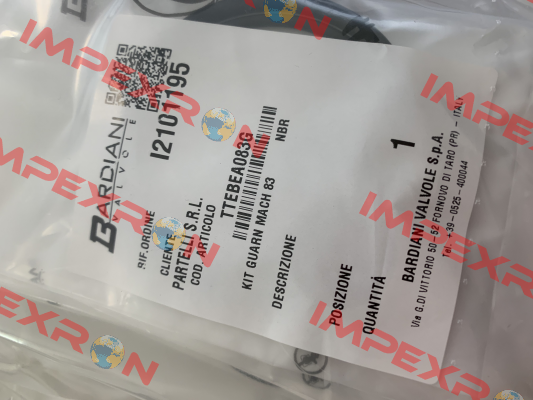 BARDIANI
VALVOLE
RIF.ORDINE
I2101195
CLIENTE
PARTELLI S.R.L.
COD. ARTICOLO
TTEBEA083G
KIT GUARN MACH 83 NBR
DESCRIZIONE
POSIZIONE
QUANTITÀ
1
BARDIANI VALVOLE S.p.A.
Via G.DI VITTORIO 50-52 FORNOVO DI TARO (PR) - ITALY
Tel. +39-0525-400044
IMPEXRON
IMPEXRON
IMPEXRON
IMPEXRON
IMPEXRON
IMPEXRON